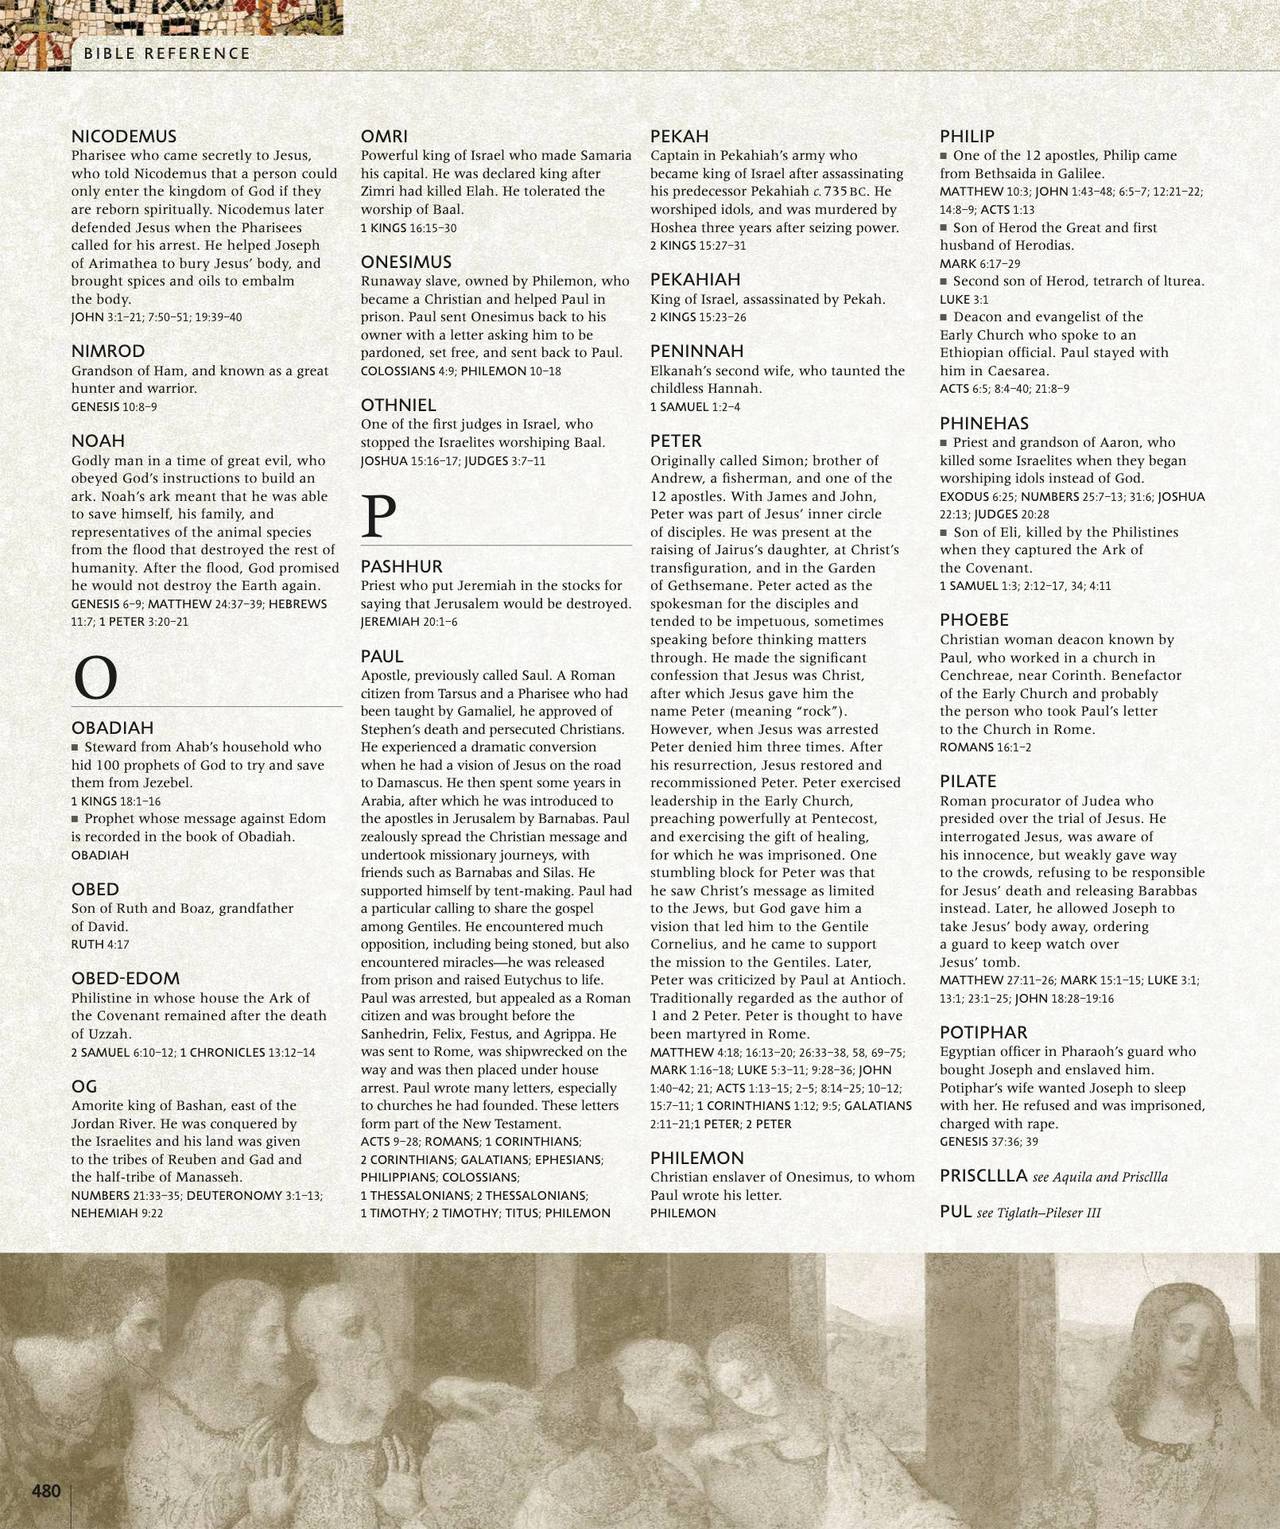 BIBLE REFERENCE
NICODEMUS
Pharisee who came secretly to Jesus,
who told Nicodemus that a person could
only enter the kingdom of God if they
are reborn spiritually. Nicodemus later
defended Jesus when the Pharisees
called for his arrest. He helped Joseph
of Arimathea to bury Jesus’ body, and
brought spices and oils to embalm
the body.
JOHN 3:1–21; 7:50–51; 19:39–40
NIMROD
Grandson of Ham, and known as a great
hunter and warrior.
GENESIS 10:8–9
NOAH
Godly man in a time of great evil, who
obeyed God’s instructions to build an
ark. Noah’s ark meant that he was able
to save himself, his family, and
representatives of the animal species
from the flood that destroyed the rest of
humanity. After the flood, God promised
he would not destroy the Earth again.
GENESIS 6–9; MATTHEW 24:37–39; HEBREWS
11:7; 1 PETER 3:20–21
O
OBADIAH
■ Steward from Ahab’s household who
hid 100 prophets of God to try and save
them from Jezebel.
1 KINGS 18:1–16
■ Prophet whose message against Edom
is recorded in the book of Obadiah.
OBADIAH
OBED
Son of Ruth and Boaz, grandfather
of David.
RUTH 4:17
OBED-EDOM
Philistine in whose house the Ark of
the Covenant remained after the death
of Uzzah.
2 SAMUEL 6:10–12; 1 CHRONICLES 13:12–14
OG
Amorite king of Bashan, east of the
Jordan River. He was conquered by
the Israelites and his land was given
to the tribes of Reuben and Gad and
the half-tribe of Manasseh.
NUMBERS 21:33–35; DEUTERONOMY 3:1–13;
NEHEMIAH 9:22
OMRI
Powerful king of Israel who made Samaria
his capital. He was declared king after
Zimri had killed Elah. He tolerated the
worship of Baal.
1 KINGS 16:15–30
ONESIMUS
Runaway slave, owned by Philemon, who
became a Christian and helped Paul in
prison. Paul sent Onesimus back to his
owner with a letter asking him to be
pardoned, set free, and sent back to Paul.
COLOSSIANS 4:9; PHILEMON 10–18
OTHNIEL
One of the first judges in Israel, who
stopped the Israelites worshiping Baal.
JOSHUA 15:16–17; JUDGES 3:7–11
P
PASHHUR
Priest who put Jeremiah in the stocks for
saying that Jerusalem would be destroyed.
JEREMIAH 20:1–6
PAUL
Apostle, previously called Saul. A Roman
citizen from Tarsus and a Pharisee who had
been taught by Gamaliel, he approved of
Stephen’s death and persecuted Christians.
He experienced a dramatic conversion
when he had a vision of Jesus on the road
to Damascus. He then spent some years in
Arabia, after which he was introduced to
the apostles in Jerusalem by Barnabas. Paul
zealously spread the Christian message and
undertook missionary journeys, with
friends such as Barnabas and Silas. He
supported himself by tent-making. Paul had
a particular calling to share the gospel
among Gentiles. He encountered much
opposition, including being stoned, but also
encountered miracles—he was released
from prison and raised Eutychus to life.
Paul was arrested, but appealed as a Roman
citizen and was brought before the
Sanhedrin, Felix, Festus, and Agrippa. He
was sent to Rome, was shipwrecked on the
way and was then placed under house
arrest. Paul wrote many letters, especially
to churches he had founded. These letters
form part of the New Testament.
ACTS 9–28; ROMANS; 1 CORINTHIANS;
2 CORINTHIANS; GALATIANS; EPHESIANS;
PHILIPPIANS; COLOSSIANS;
1 THESSALONIANS; 2 THESSALONIANS;
1 TIMOTHY; 2 TIMOTHY; TITUS; PHILEMON
PEKAH
Captain in Pekahiah’s army who
became king of Israel after assassinating
his predecessor Pekahiah c. 735 BC. He
worshiped idols, and was murdered by
Hoshea three years after seizing power.
2 KINGS 15:27–31
PEKAHIAH
King of Israel, assassinated by Pekah.
2 KINGS 15:23–26
PENINNAH
Elkanah’s second wife, who taunted the
childless Hannah.
1 SAMUEL 1:2–4
PETER
Originally called Simon; brother of
Andrew, a fisherman, and one of the
12 apostles. With James and John,
Peter was part of Jesus’ inner circle
of disciples. He was present at the
raising of Jairus’s daughter, at Christ’s
transfiguration, and in the Garden
of Gethsemane. Peter acted as the
spokesman for the disciples and
tended to be impetuous, sometimes
speaking before thinking matters
through. He made the significant
confession that Jesus was Christ,
after which Jesus gave him the
name Peter (meaning “rock”).
However, when Jesus was arrested
Peter denied him three times. After
his resurrection, Jesus restored and
recommissioned Peter. Peter exercised
leadership in the Early Church,
preaching powerfully at Pentecost,
and exercising the gift of healing,
for which he was imprisoned. One
stumbling block for Peter was that
he saw Christ’s message as limited
to the Jews, but God gave him a
vision that led him to the Gentile
Cornelius, and he came to support
the mission to the Gentiles. Later,
Peter was criticized by Paul at Antioch.
Traditionally regarded as the author of
1 and 2 Peter. Peter is thought to have
been martyred in Rome.
MATTHEW 4:18; 16:13–20; 26:33–38, 58, 69–75;
MARK 1:16–18; LUKE 5:3–11; 9:28–36; JOHN
1:40–42; 21; ACTS 1:13–15; 2–5; 8:14–25; 10–12;
15:7–11; 1 CORINTHIANS 1:12; 9:5; GALATIANS
2:11–21;1 PETER; 2 PETER
PHILEMON
Christian enslaver of Onesimus, to whom
Paul wrote his letter.
PHILEMON
PHILIP
■ One of the 12 apostles, Philip came
from Bethsaida in Galilee.
MATTHEW 10:3; JOHN 1:43–48; 6:5–7; 12:21–22;
14:8–9; ACTS 1:13
■ Son of Herod the Great and first
husband of Herodias.
MARK 6:17–29
■ Second son of Herod, tetrarch of lturea.
LUKE 3:1
■ Deacon and evangelist of the
Early Church who spoke to an
Ethiopian official. Paul stayed with
him in Caesarea.
ACTS 6:5; 8:4–40; 21:8–9
PHINEHAS
■ Priest and grandson of Aaron, who
killed some Israelites when they began
worshiping idols instead of God.
EXODUS 6:25; NUMBERS 25:7–13; 31:6; JOSHUA
22:13; JUDGES 20:28
■ Son of Eli, killed by the Philistines
when they captured the Ark of
the Covenant.
1 SAMUEL 1:3; 2:12–17, 34; 4:11
PHOEBE
Christian woman deacon known by
Paul, who worked in a church in
Cenchreae, near Corinth. Benefactor
of the Early Church and probably
the person who took Paul’s letter
to the Church in Rome.
ROMANS 16:1–2
PILATE
Roman procurator of Judea who
presided over the trial of Jesus. He
interrogated Jesus, was aware of
his innocence, but weakly gave way
to the crowds, refusing to be responsible
for Jesus’ death and releasing Barabbas
instead. Later, he allowed Joseph to
take Jesus’ body away, ordering
a guard to keep watch over
Jesus’ tomb.
MATTHEW 27:11–26; MARK 15:1–15; LUKE 3:1;
13:1; 23:1–25; JOHN 18:28–19:16
POTIPHAR
Egyptian officer in Pharaoh’s guard who
bought Joseph and enslaved him.
Potiphar’s wife wanted Joseph to sleep
with her. He refused and was imprisoned,
charged with rape.
GENESIS 37:36; 39
PRISCLLLA see Aquila and Priscllla
PUL see Tiglath–Pileser III
480